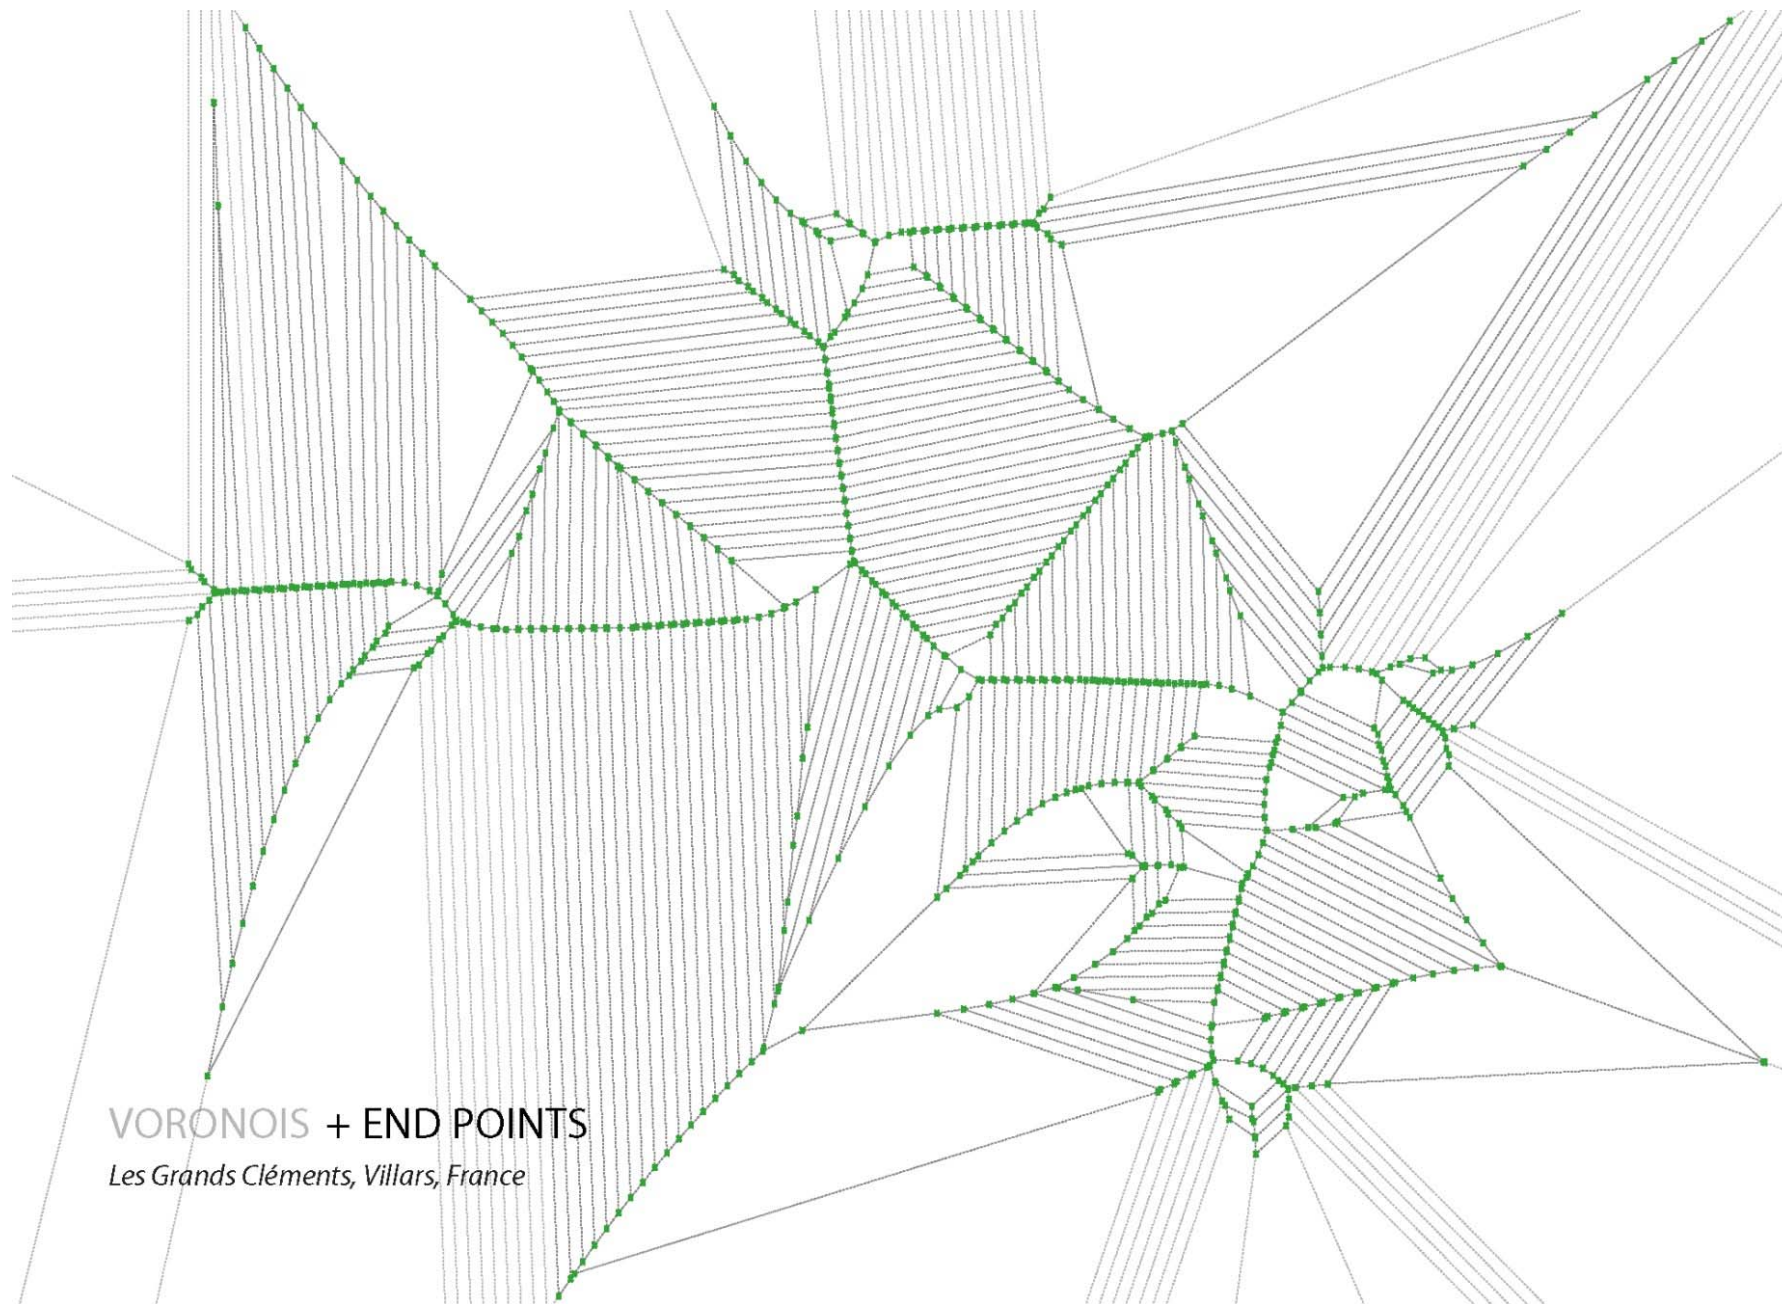 VORONOIS + END POINTS
Les Grands Cléments, Villars, France